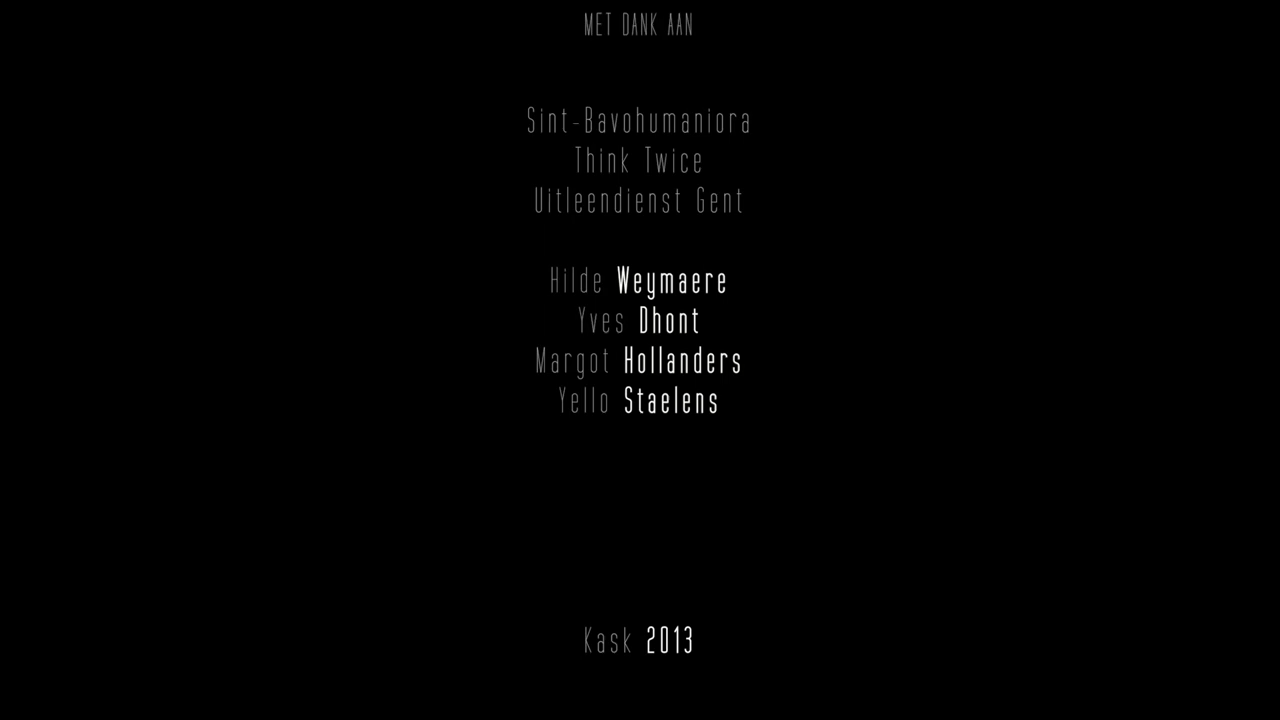 MET DANK AAN
Sint-Bavohumaniora
Think Twice
Uitleendienst Gent
Hilde Weymaere
Yves Dhont
Margot Hollanders
Yello Staelens
Kask 2013